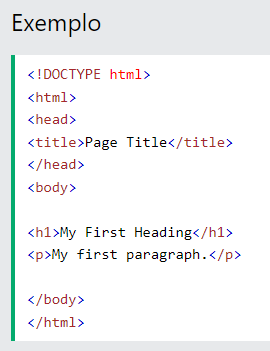 Exemplo
<!DOCTYPE html>
<html>
<head>
<title>Page Title</title>
</head>
<body>
<h1>My First Heading</h1>
<p>My first paragraph.</p>
</body>
</html>